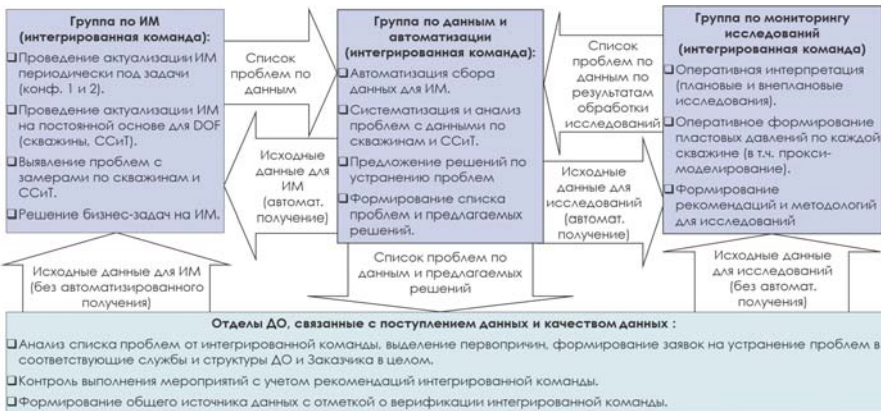 Группа по ИМ
(интегрированная команда):
Проведение актуализации ИМ
периодически под задачи
(конф. 1 и 2).
Проведение актуализации ИМ
на постоянной основе для DOF
(скважины, ССиТ).
Выявление проблем с
замерами по скважинам и
ССиТ.
Решение бизнес-задач на ИМ.
Список
проблем по
данным
Исходные
данные для
ИМ
(автомат.
получение)
Группа по данным и
автоматизации
(интегрированная команда):
Автоматизация сбора
данных для ИМ.
Систематизация и анализ
проблем с данными по
скважинам и ССиТ.
Предложение решений по
устранению проблем
Формирование списка
проблем и предлагаемых
решений.
Список
проблем по
данным по
результатам
обработки
исследований
Исходные
данные для
исследований
(автомат.
получение)
Группа по мониторингу
исследований
(интегрированная команда)
Оперативная интерпретация
(плановые и внеплановые
исследования).
Оперативное формирование
пластовых давлений по каждой
скважине (в т.ч. прокси-
моделирование).
Формирование
рекомендаций и методологий
для исследований
Исходные данные для ИМ
(без автоматизированного
получения)
Список проблем по
данным и предлагаемых
решений
Исходные данные
для исследований
(без автомат.
получения)
Отделы ДО, связанные с поступлением данных и качеством данных :
Анализ списка проблем от интегрированной команды, выделение первопричин, формирование заявок на устранение проблем в
соответствующие службы и структуры ДО и Заказчика в целом.
Контроль выполнения мероприятий с учетом рекомендаций интегрированной команды.
Формирование общего источника данных с отметкой о верификации интегрированной команды.